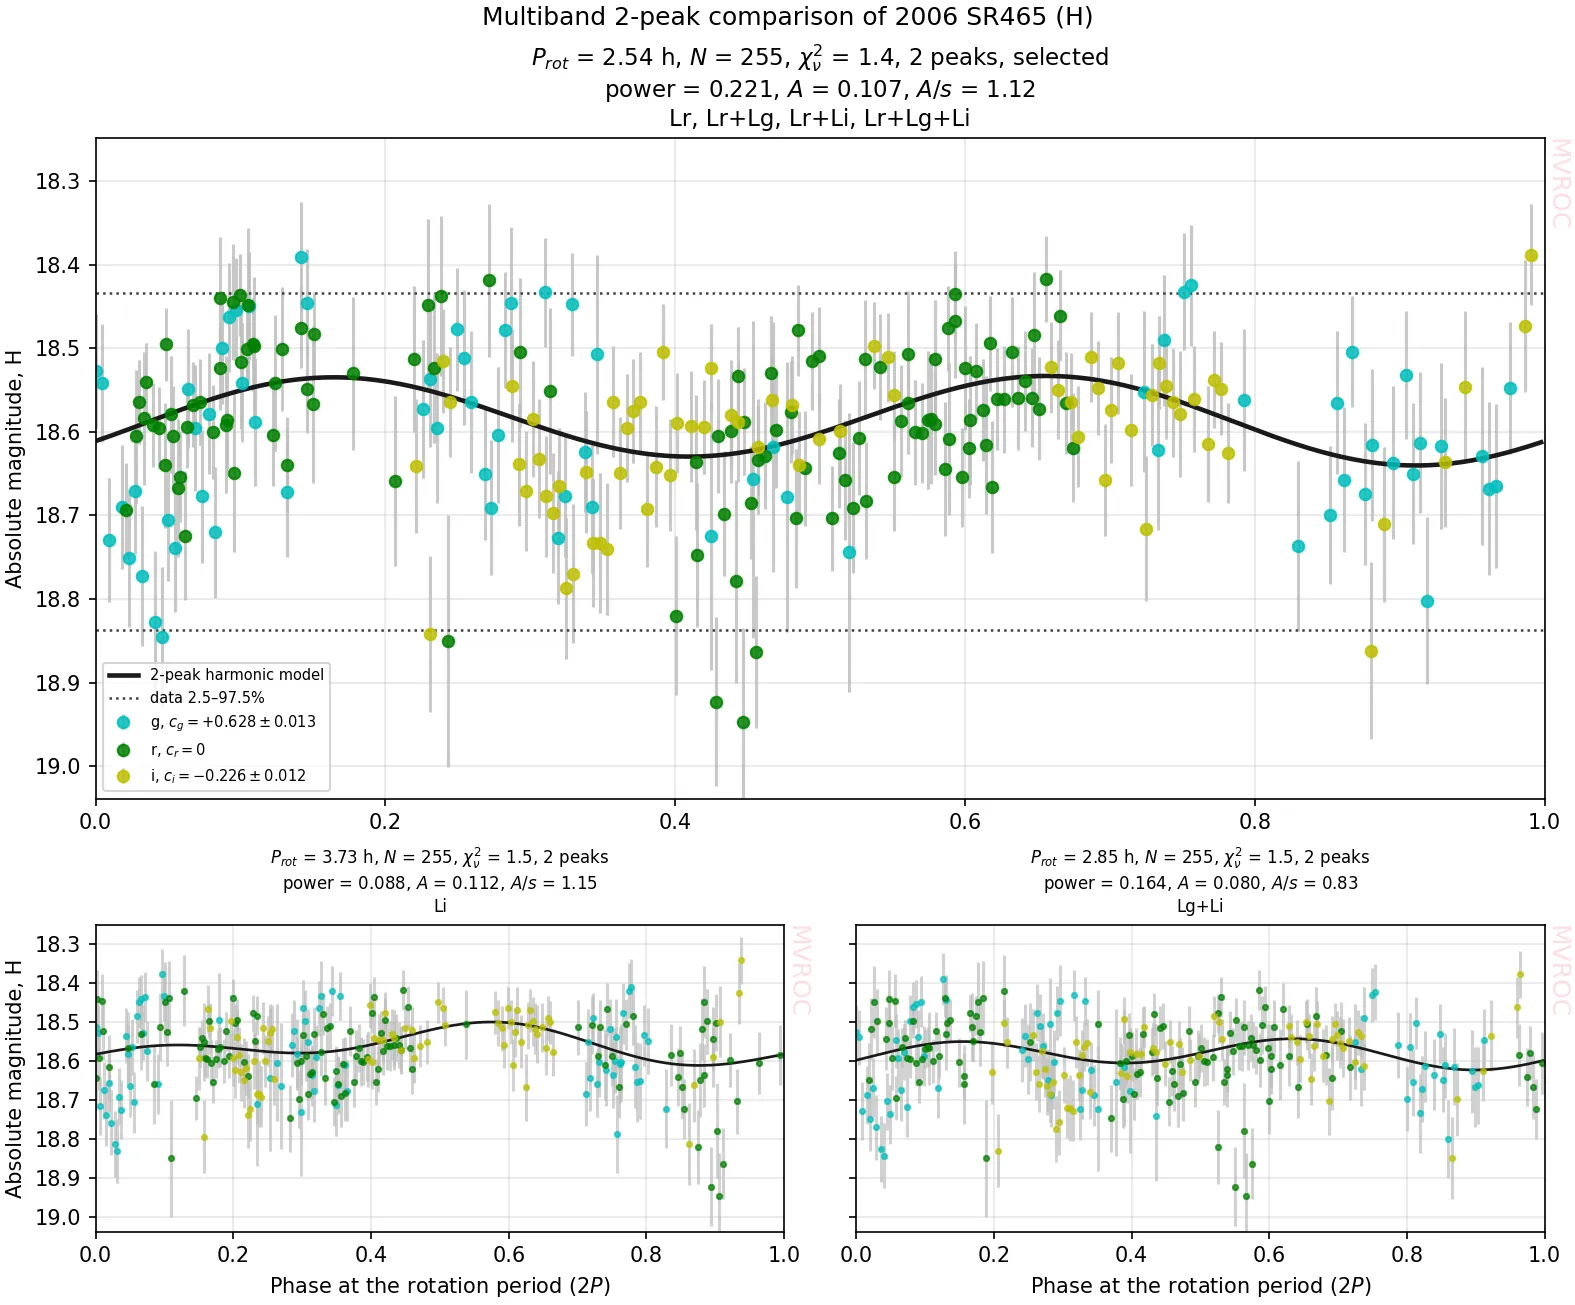 Multiband 2-peak comparison of 2006 SR465 (H)
P_rot = 2.54 h, N = 255, χ²_ν = 1.4, 2 peaks, selected
power = 0.221, A = 0.107, A/s = 1.12
Lr, Lr+Lg, Lr+Li, Lr+Lg+Li
MVROC
Absolute magnitude, H
18.3
18.4
18.5
18.6
18.7
18.8
18.9
19.0
2-peak harmonic model
data 2.5–97.5%
g, c_g = +0.628 ± 0.013
r, c_r = 0
i, c_i = −0.226 ± 0.012
0.0 0.2 0.4 0.6 0.8 1.0
P_rot = 3.73 h, N = 255, χ²_ν = 1.5, 2 peaks
power = 0.088, A = 0.112, A/s = 1.15
Li
MVROC
Absolute magnitude, H
18.3
18.4
18.5
18.6
18.7
18.8
18.9
19.0
0.0 0.2 0.4 0.6 0.8 1.0
Phase at the rotation period (2P)
P_rot = 2.85 h, N = 255, χ²_ν = 1.5, 2 peaks
power = 0.164, A = 0.080, A/s = 0.83
Lg+Li
MVROC
0.0 0.2 0.4 0.6 0.8 1.0
Phase at the rotation period (2P)